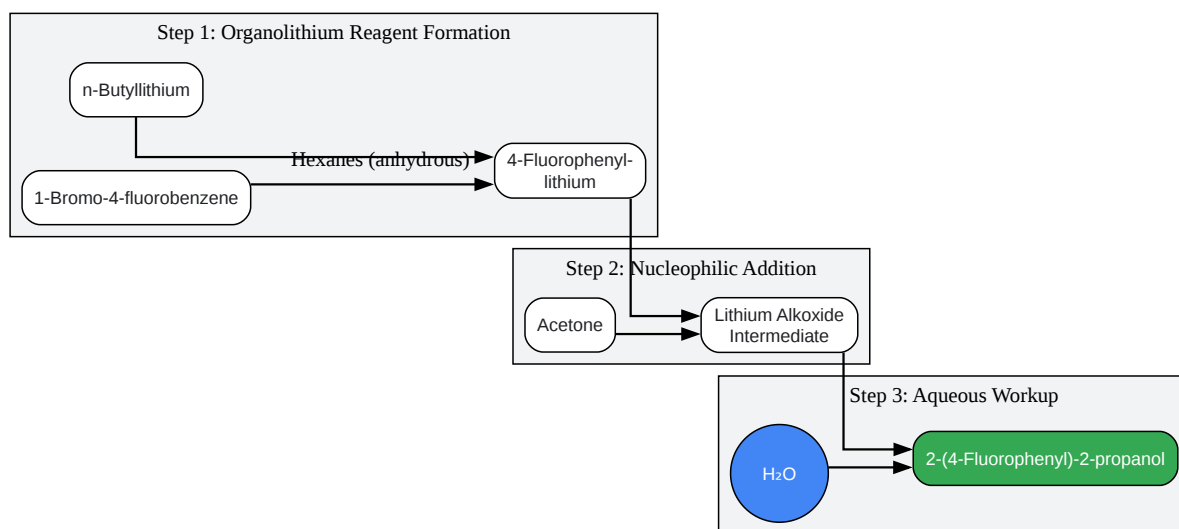 Step 1: Organolithium Reagent Formation
n-Butyllithium
Hexanes (anhydrous)
4-Fluorophenyl-
lithium
1-Bromo-4-fluorobenzene
Step 2: Nucleophilic Addition
Acetone
Lithium Alkoxide
Intermediate
Step 3: Aqueous Workup
H₂O
2-(4-Fluorophenyl)-2-propanol